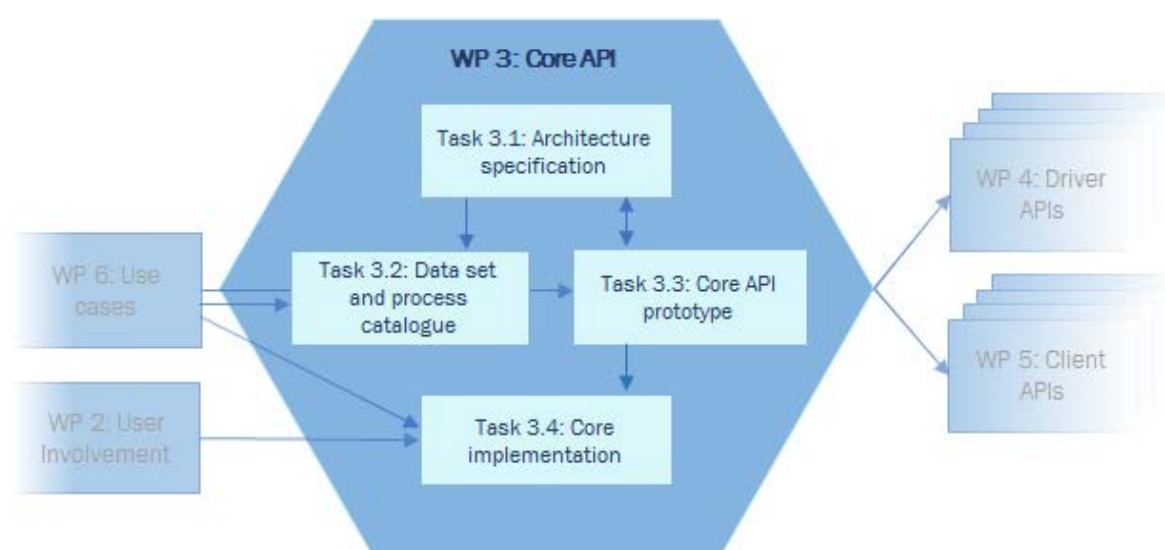 WP 3: Core API
Task 3.1: Architecture
specification
WP 4: Driver
APIs
WP 6: Use
cases
Task 3.2: Data set
and process
catalogue
Task 3.3: Core API
prototype
WP 5: Client
APIs
WP 2: User
Involvement
Task 3.4: Core
implementation